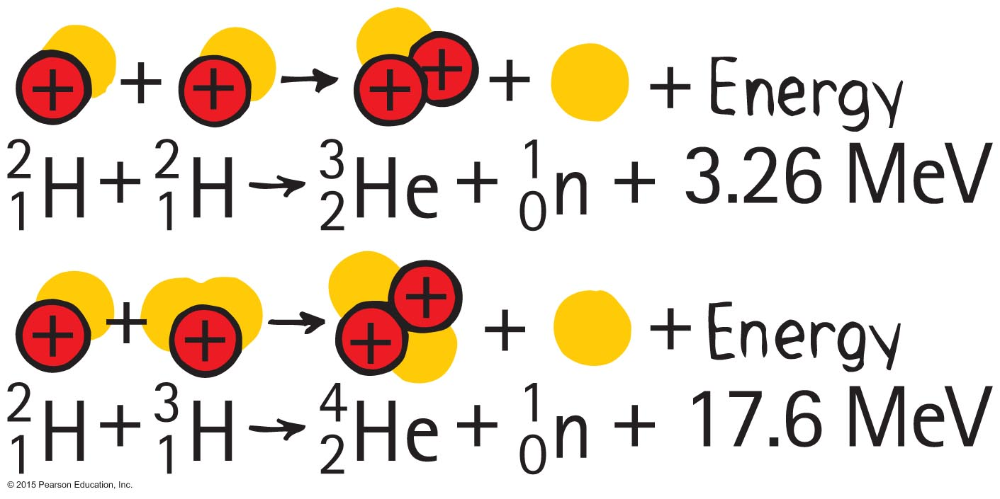 + + + → + + + + Energy
²₁H + ²₁H → ³₂He + ¹₀n + 3.26 MeV
+ + + → + + + + Energy
²₁H + ³₁H → ⁴₂He + ¹₀n + 17.6 MeV
© 2015 Pearson Education, Inc.